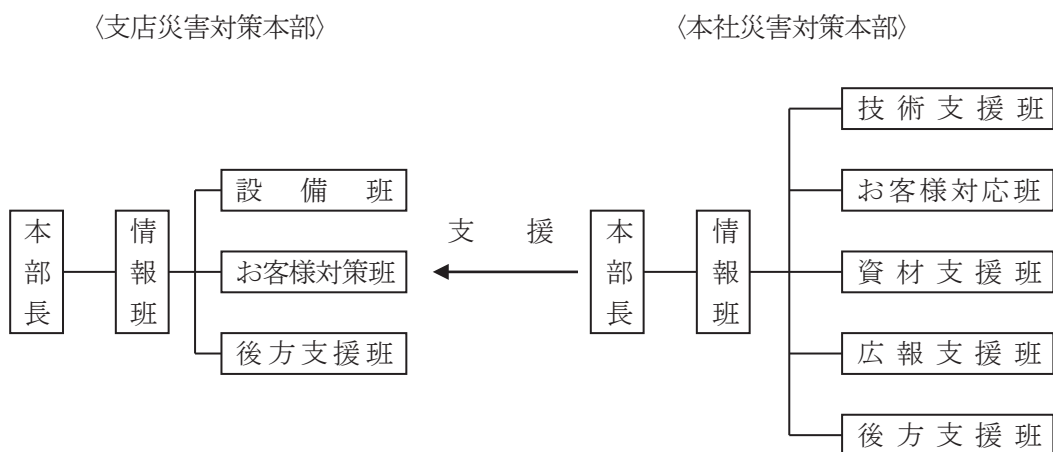 〈支店災害対策本部〉
本部長
情報班
設備班
お客様対策班
後方支援班
支援
〈本社災害対策本部〉
本部長
情報班
技術支援班
お客様対応班
資材支援班
広報支援班
後方支援班